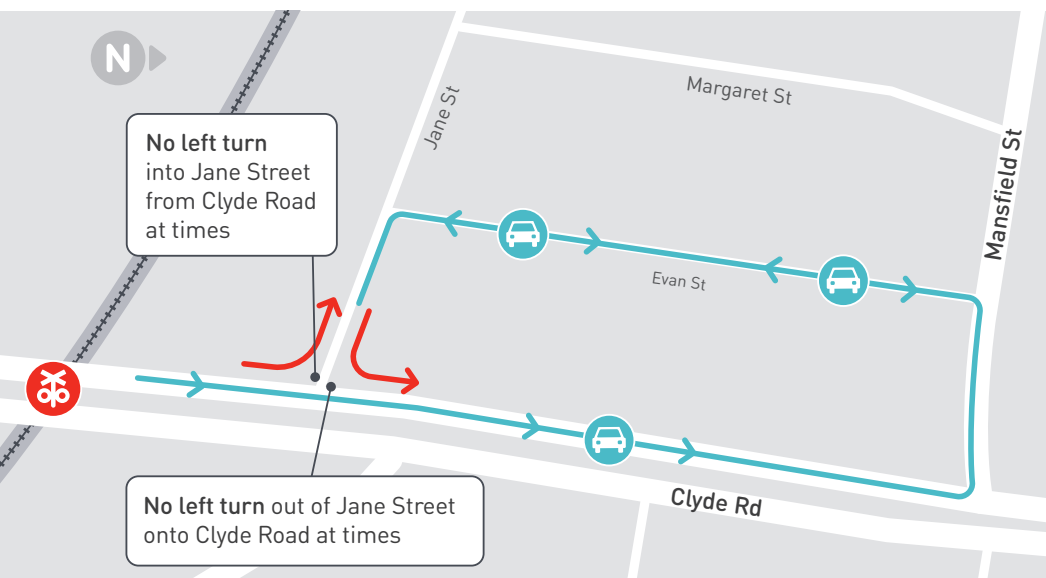 N
Margaret St
Jane St
Mansfield St
No left turn
into Jane Street
from Clyde Road
at times
Evan St
Clyde Rd
No left turn out of Jane Street
onto Clyde Road at times